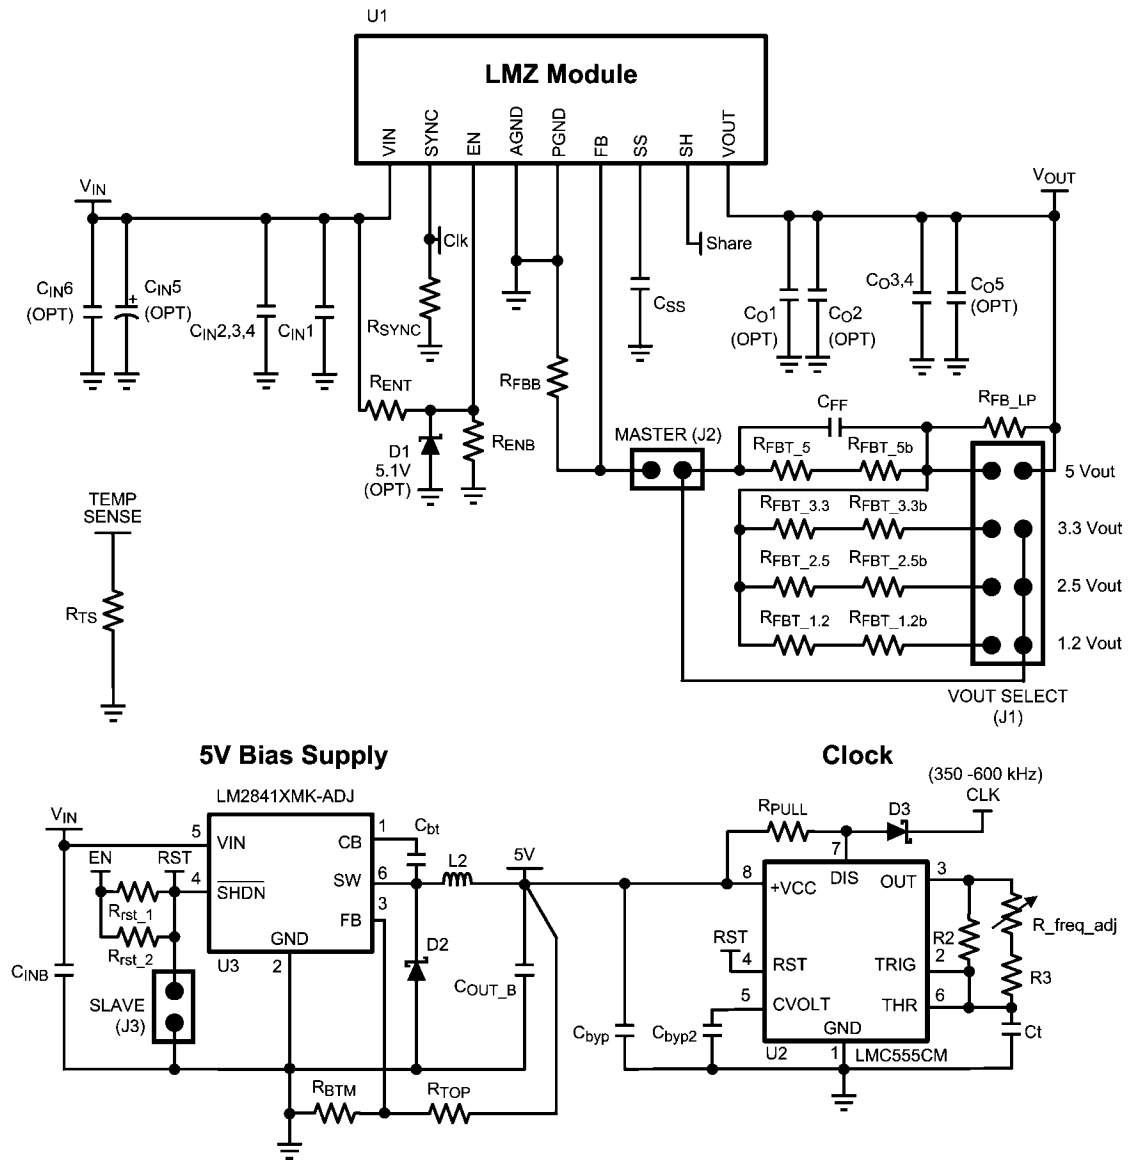 U1
LMZ Module
VIN
SYNC
EN
AGND
PGND
FB
SS
SH
VOUT
VIN
VOUT
Clk
Share
CIN6
(OPT)
CIN5
(OPT)
+
CIN2,3,4
CIN1
RSYNC
CSS
CO1
(OPT)
CO2
(OPT)
CO3,4
CO5
(OPT)
RENT
RFBB
D1
5.1V
(OPT)
RENB
MASTER (J2)
CFF
RFB_LP
RFBT_5
RFBT_5b
5 Vout
RFBT_3.3
RFBT_3.3b
3.3 Vout
RFBT_2.5
RFBT_2.5b
2.5 Vout
RFBT_1.2
RFBT_1.2b
1.2 Vout
VOUT SELECT
(J1)
TEMP
SENSE
RTS
5V Bias Supply
LM2841XMK-ADJ
VIN
5
VIN
EN
RST
4
SHDN
Rrst_1
Rrst_2
CINB
SLAVE
(J3)
CB
1
Cbt
SW
6
L2
5V
FB
3
GND
2
U3
D2
COUT_B
RBTM
RTOP
Clock
(350 -600 kHz)
CLK
RPULL
D3
7
DIS
8
+VCC
OUT
3
R_freq_adj
R2
RST
4
RST
TRIG
2
R3
5
CVOLT
THR
6
Cbyp
Cbyp2
GND
1
U2
LMC555CM
Ct